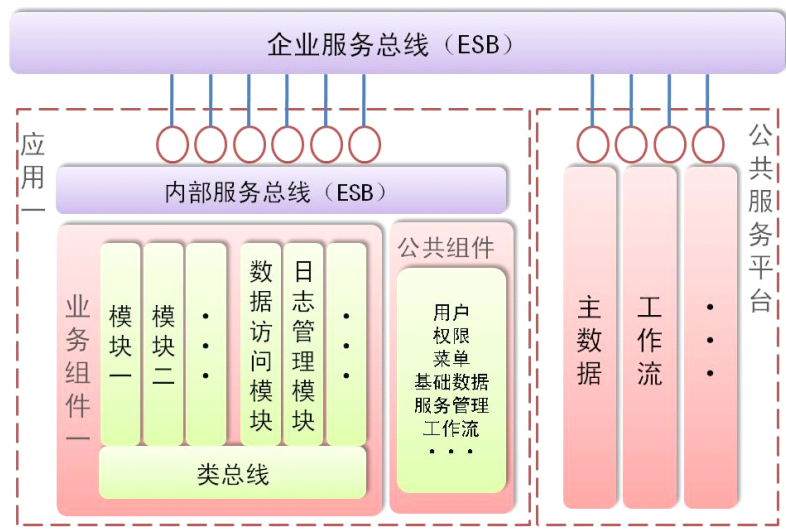 企业服务总线（ESB）
应用一
内部服务总线（ESB）
业务组件一
模块一
模块二
···
数据访问模块
日志管理模块
···
类总线
公共组件
用户
权限
菜单
基础数据
服务管理
工作流
···
主数据
工作流
···
公共服务平台